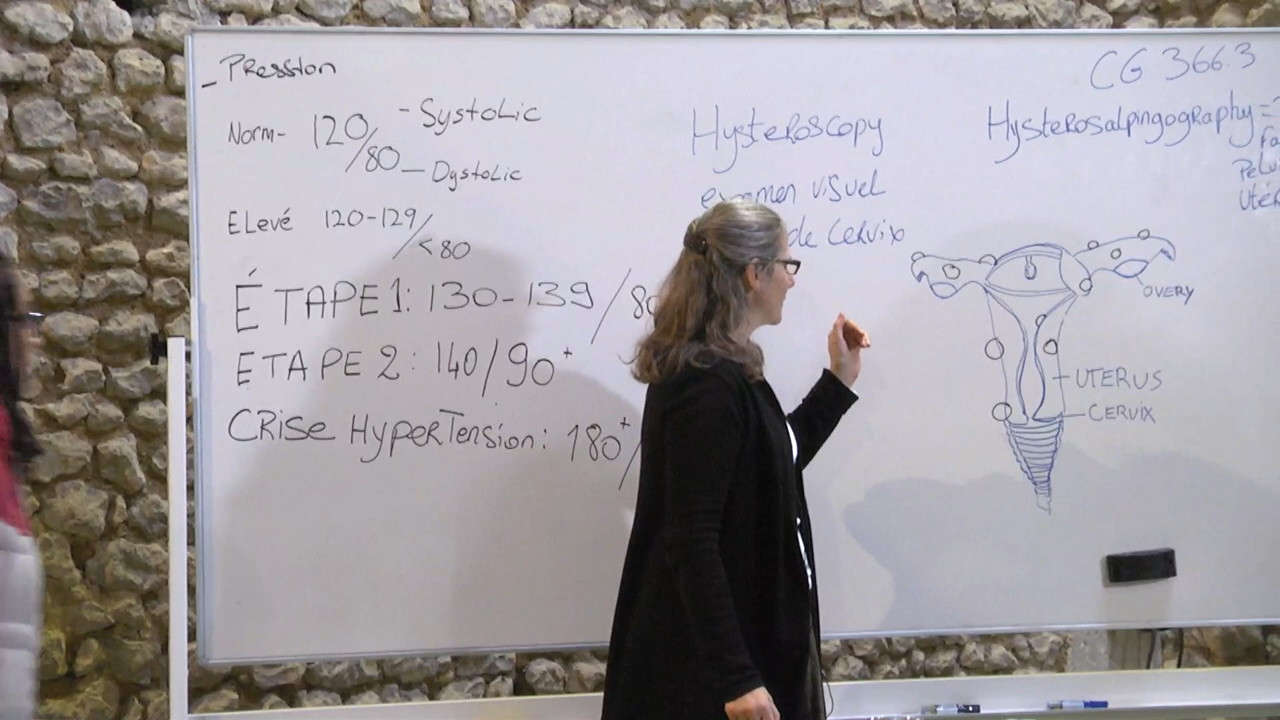 _ Pression
Norm- 120/80 - Systolic
- Dystolic
Elevé 120-129/<80
ÉTAPE 1: 130-139/80
ETAPE 2: 140/90+
CRISE HYPERTENSION: 180+/
Hysteroscopy
examen visuel
de cervix
CG 366.3
Hysterosalpingography =
OVERY
UTERUS
CERVIX